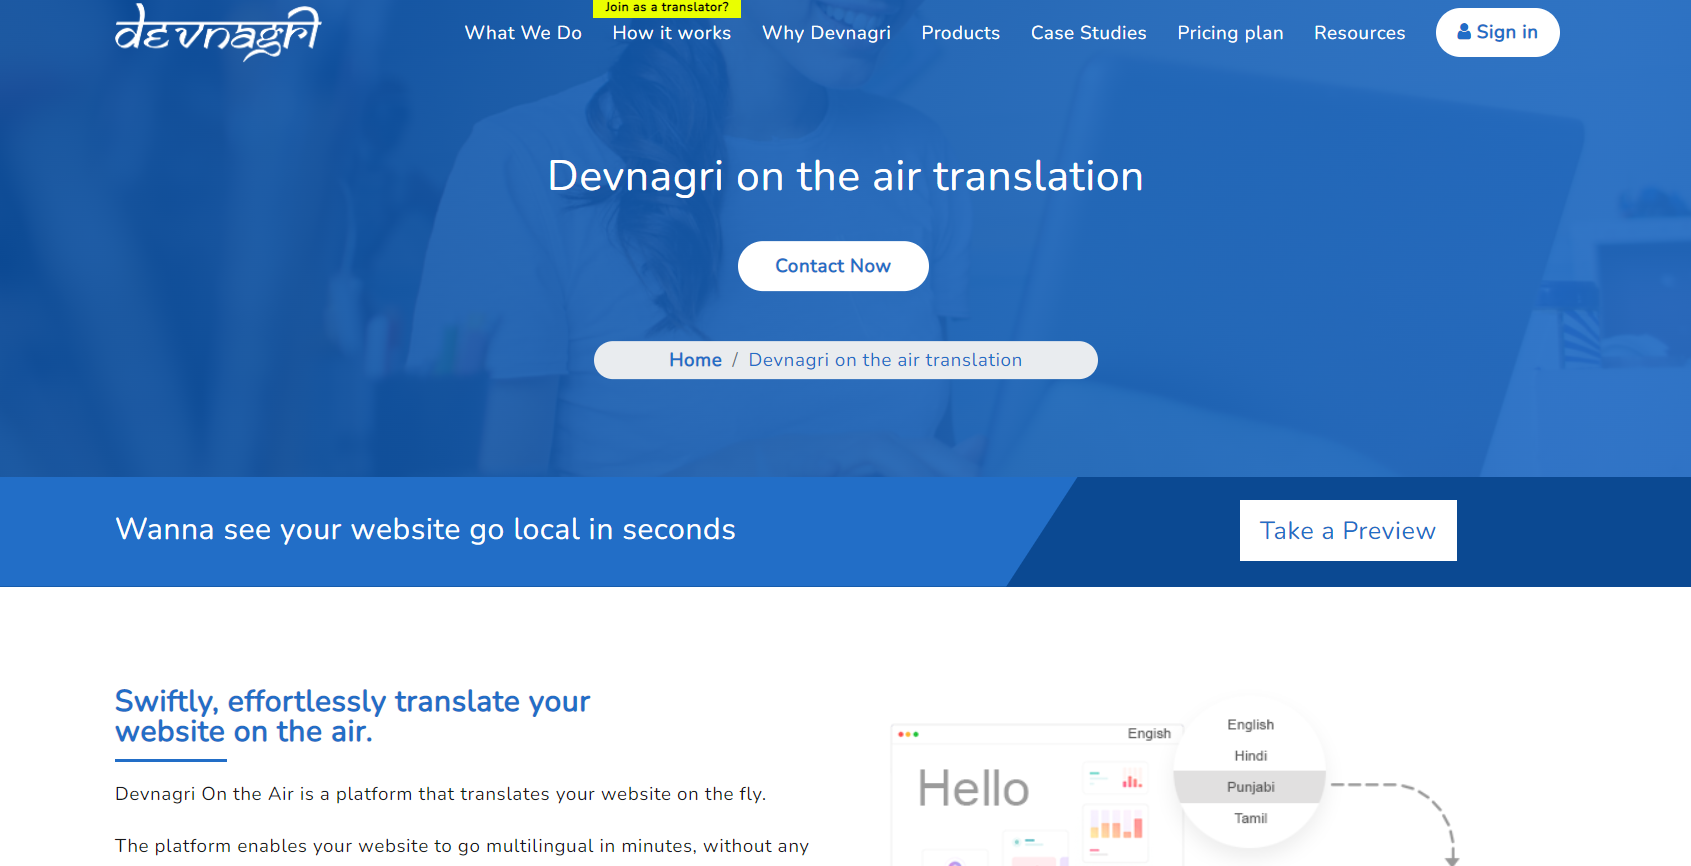 Join as a translator?
devnagri
What We Do
How it works
Why Devnagri
Products
Case Studies
Pricing plan
Resources
Sign in
Devnagri on the air translation
Contact Now
Home / Devnagri on the air translation
Wanna see your website go local in seconds
Take a Preview
Swiftly, effortlessly translate your
website on the air.
Devnagri On the Air is a platform that translates your website on the fly.
The platform enables your website to go multilingual in minutes, without any
Engish
Hello
English
Hindi
Punjabi
Tamil